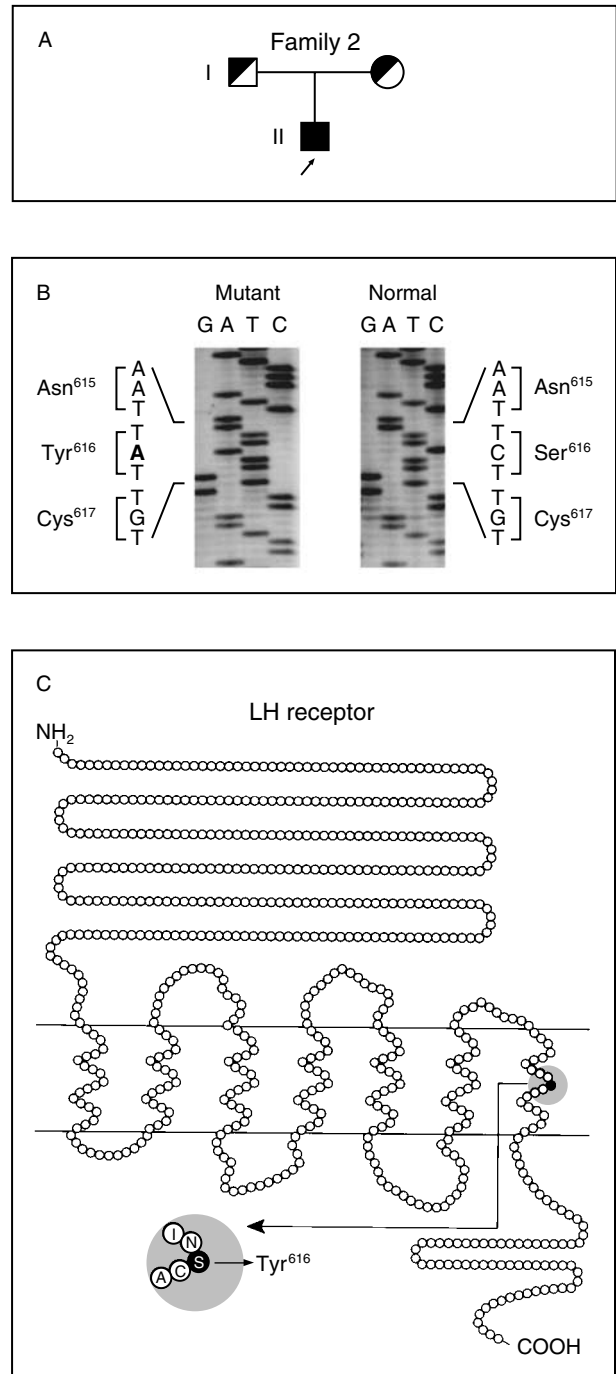 A
Family 2
I
II
B
Mutant
Normal
G A T C
G A T C
Asn615
A
A
T
Tyr616
T
A
T
Cys617
T
G
T
A
A
T
Asn615
T
C
T
Ser616
T
G
T
Cys617
C
LH receptor
NH2
I N S C A
Tyr616
COOH